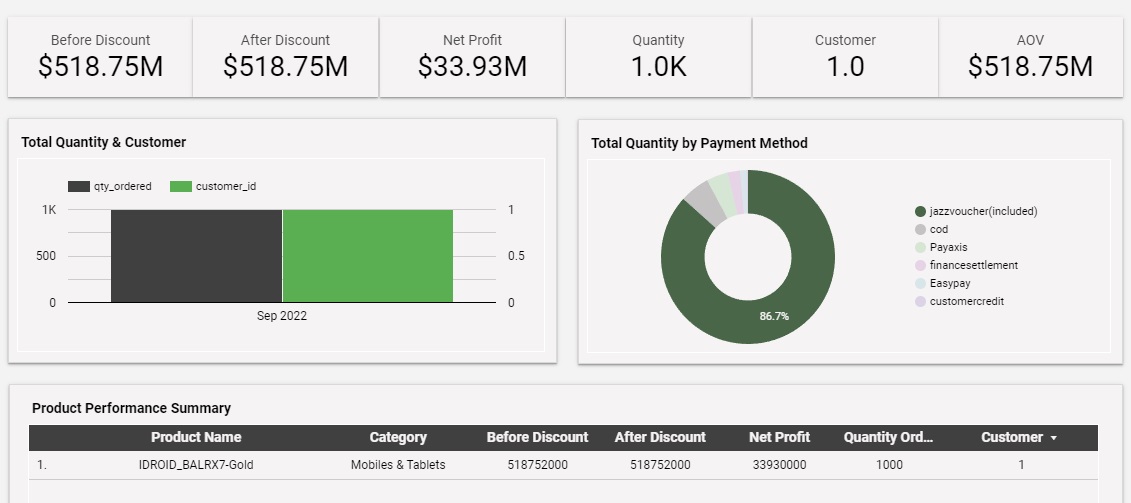 Before Discount After Discount Net Profit Quantity Customer AOV
$518.75M $518.75M $33.93M 1.0K 1.0 $518.75M
Total Quantity & Customer
qty_ordered customer_id
1K 1
500 0.5
0 0
Sep 2022
Total Quantity by Payment Method
jazzvoucher(included)
cod
Payaxis
financesettlement
Easypay
customercredit
86.7%
Product Performance Summary
Product Name Category Before Discount After Discount Net Profit Quantity Ord... Customer
1. IDROID_BALRX7-Gold Mobiles & Tablets 518752000 518752000 33930000 1000 1